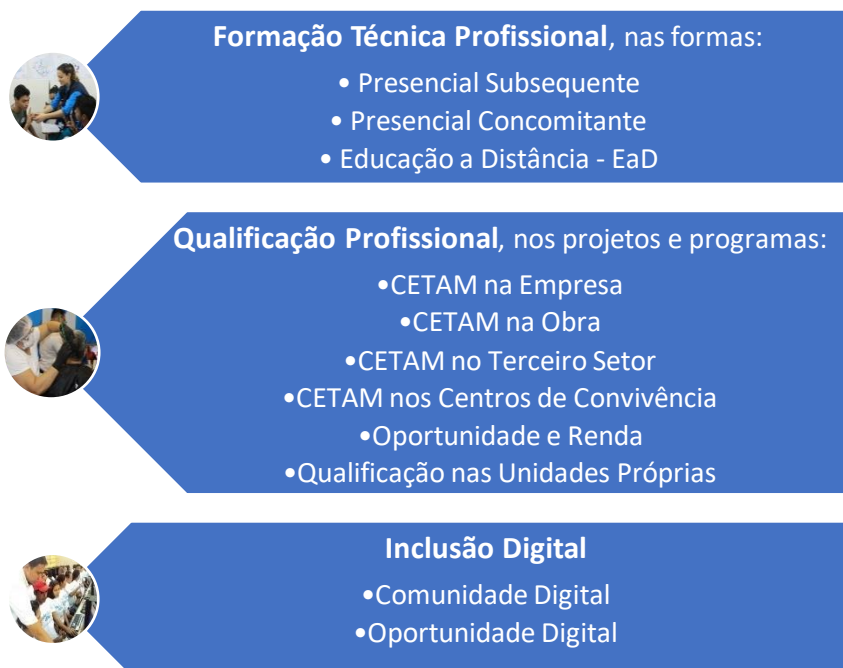 Formação Técnica Profissional, nas formas:
• Presencial Subsequente
• Presencial Concomitante
• Educação a Distância - EaD
Qualificação Profissional, nos projetos e programas:
•CETAM na Empresa
•CETAM na Obra
•CETAM no Terceiro Setor
•CETAM nos Centros de Convivência
•Oportunidade e Renda
•Qualificação nas Unidades Próprias
Inclusão Digital
•Comunidade Digital
•Oportunidade Digital